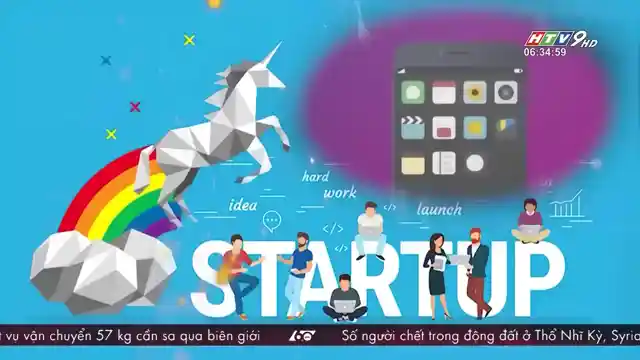 HTV9HD
06:34:59
hard
work
idea
launch
</>
</>
</>
STARTUP
t vụ vận chuyển 57 kg cần sa qua biên giới
60
Số người chết trong động đất ở Thổ Nhĩ Kỳ, Syria